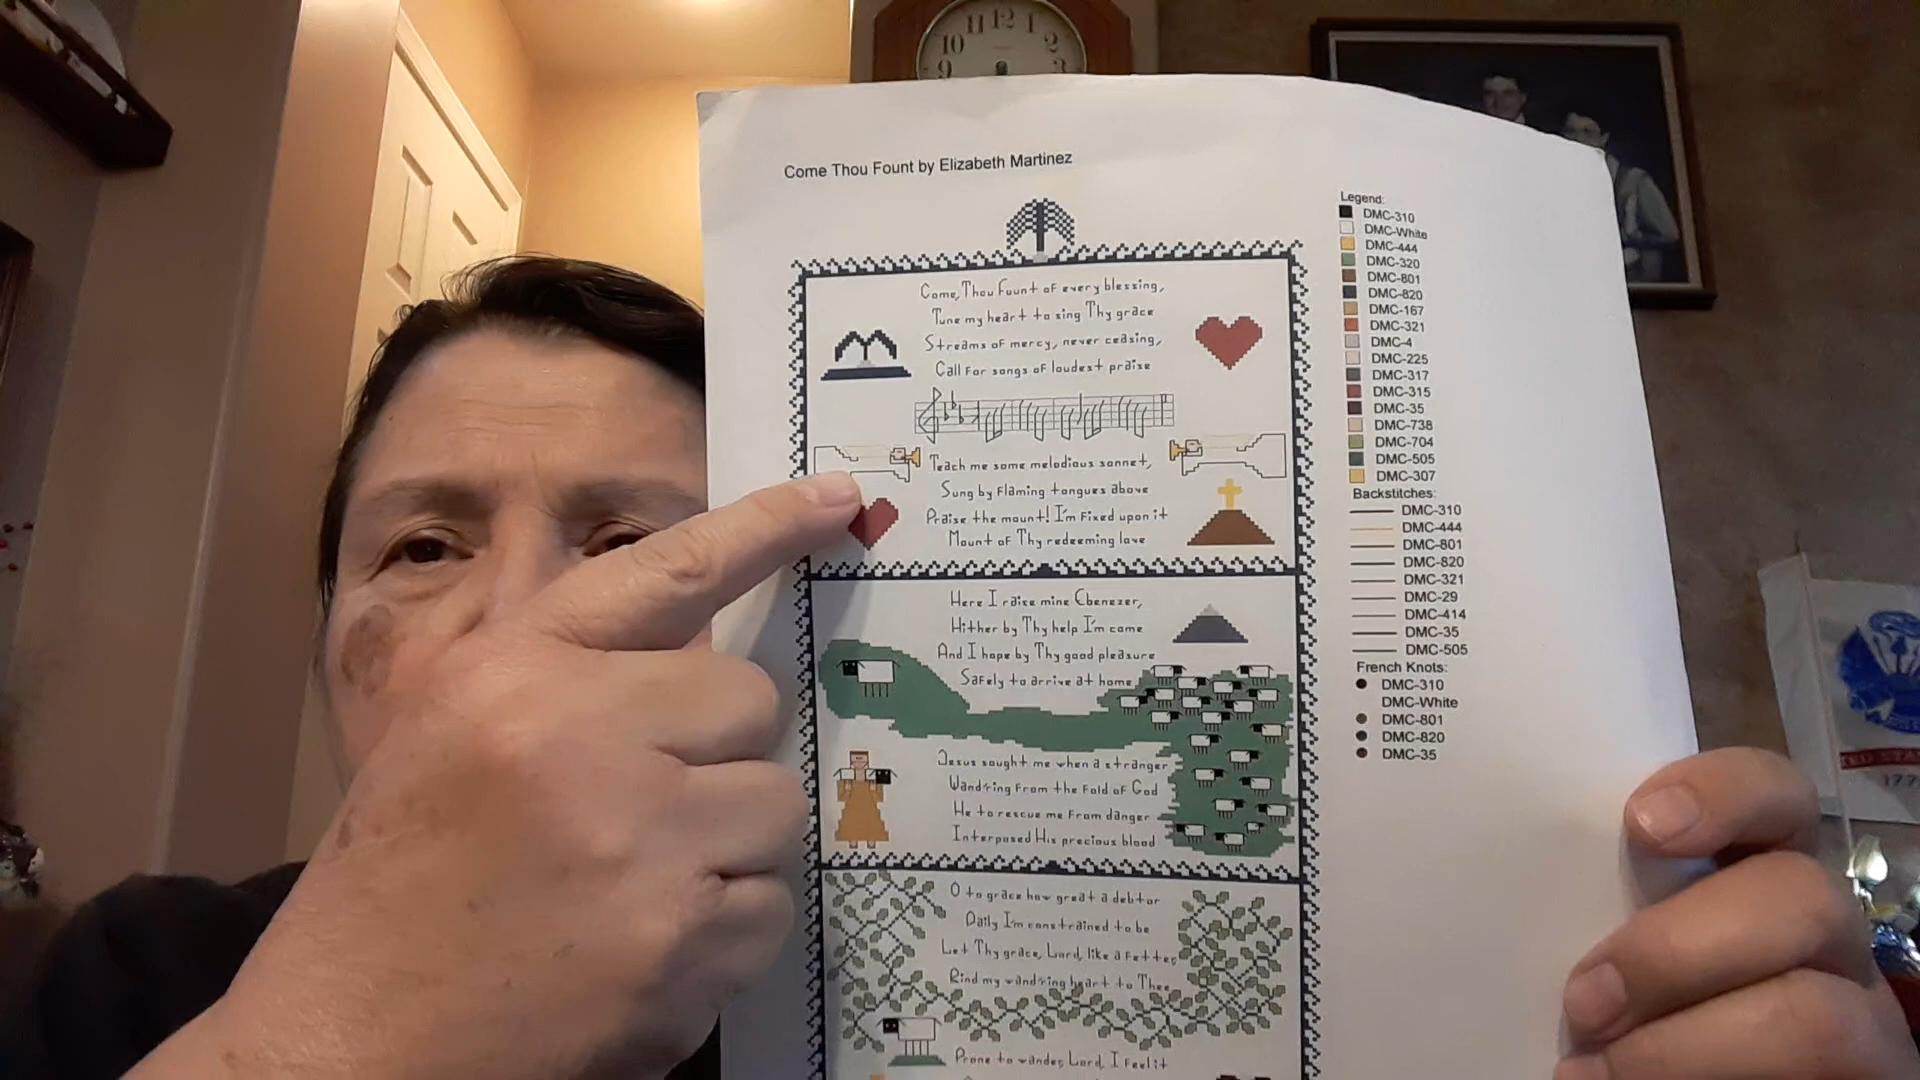 10 11 12 1 2
9 3
Come Thou Fount by Elizabeth Martinez
Come, Thou Fount of every blessing,
Tune my heart to sing Thy grace
Streams of mercy, never ceasing,
Call for songs of loudest praise
Teach me some melodious sonnet,
Sung by flaming tongues above
Praise the mount! I'm fixed upon it
Mount of Thy redeeming love
Here I raise mine Ebenezer,
Hither by Thy help I'm come
And I hope by Thy good pleasure
Safely to arrive at home
Jesus sought me when a stranger
Wand'ring from the fold of God
He to rescue me from danger
Interposed His precious blood
O to grace how great a debtor
Daily I'm constrained to be
Let Thy grace, Lord, like a fetter,
Bind my wand'ring heart to Thee
Prone to wander, Lord, I feel it
Legend:
DMC-310
DMC-White
DMC-444
DMC-320
DMC-801
DMC-820
DMC-167
DMC-321
DMC-4
DMC-225
DMC-317
DMC-315
DMC-35
DMC-738
DMC-704
DMC-505
DMC-307
Backstitches:
DMC-310
DMC-444
DMC-801
DMC-820
DMC-321
DMC-29
DMC-414
DMC-35
DMC-505
French Knots:
DMC-310
DMC-White
DMC-801
DMC-820
DMC-35